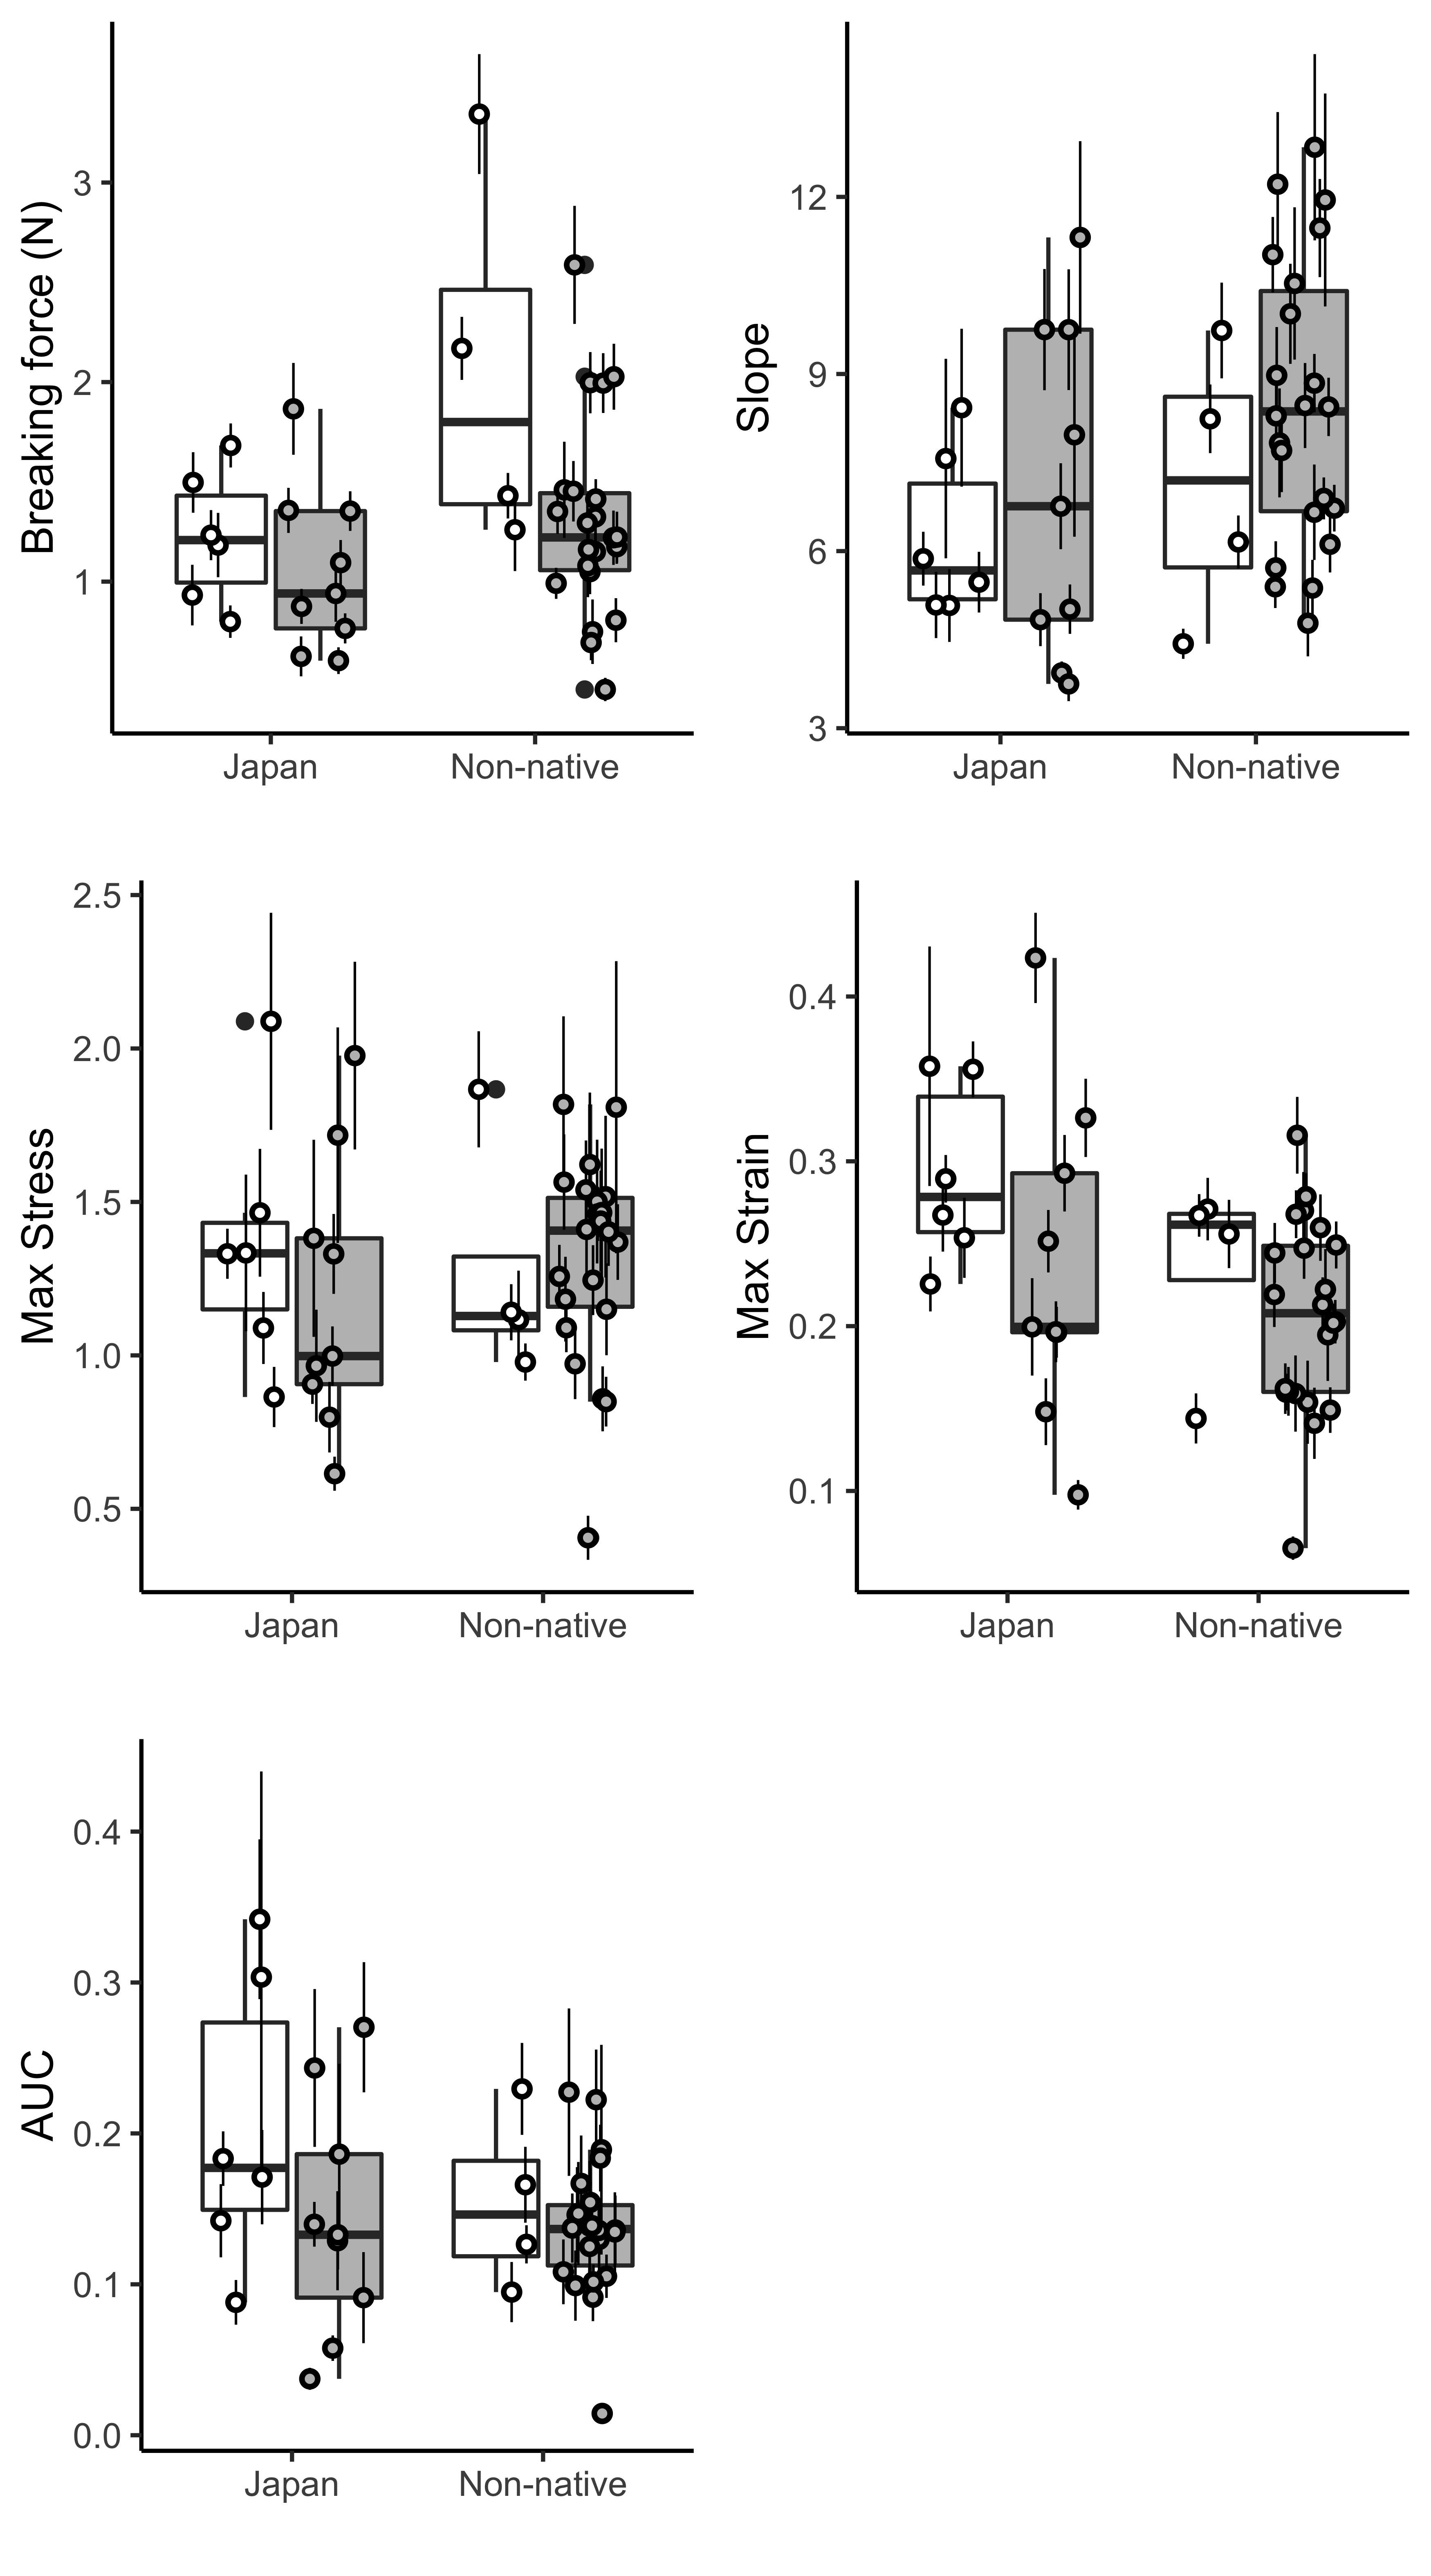 Breaking force (N)
3
2
1
Japan
Non-native
Slope
12
9
6
3
Japan
Non-native
Max Stress
2.5
2.0
1.5
1.0
0.5
Japan
Non-native
Max Strain
0.4
0.3
0.2
0.1
Japan
Non-native
AUC
0.4
0.3
0.2
0.1
0.0
Japan
Non-native